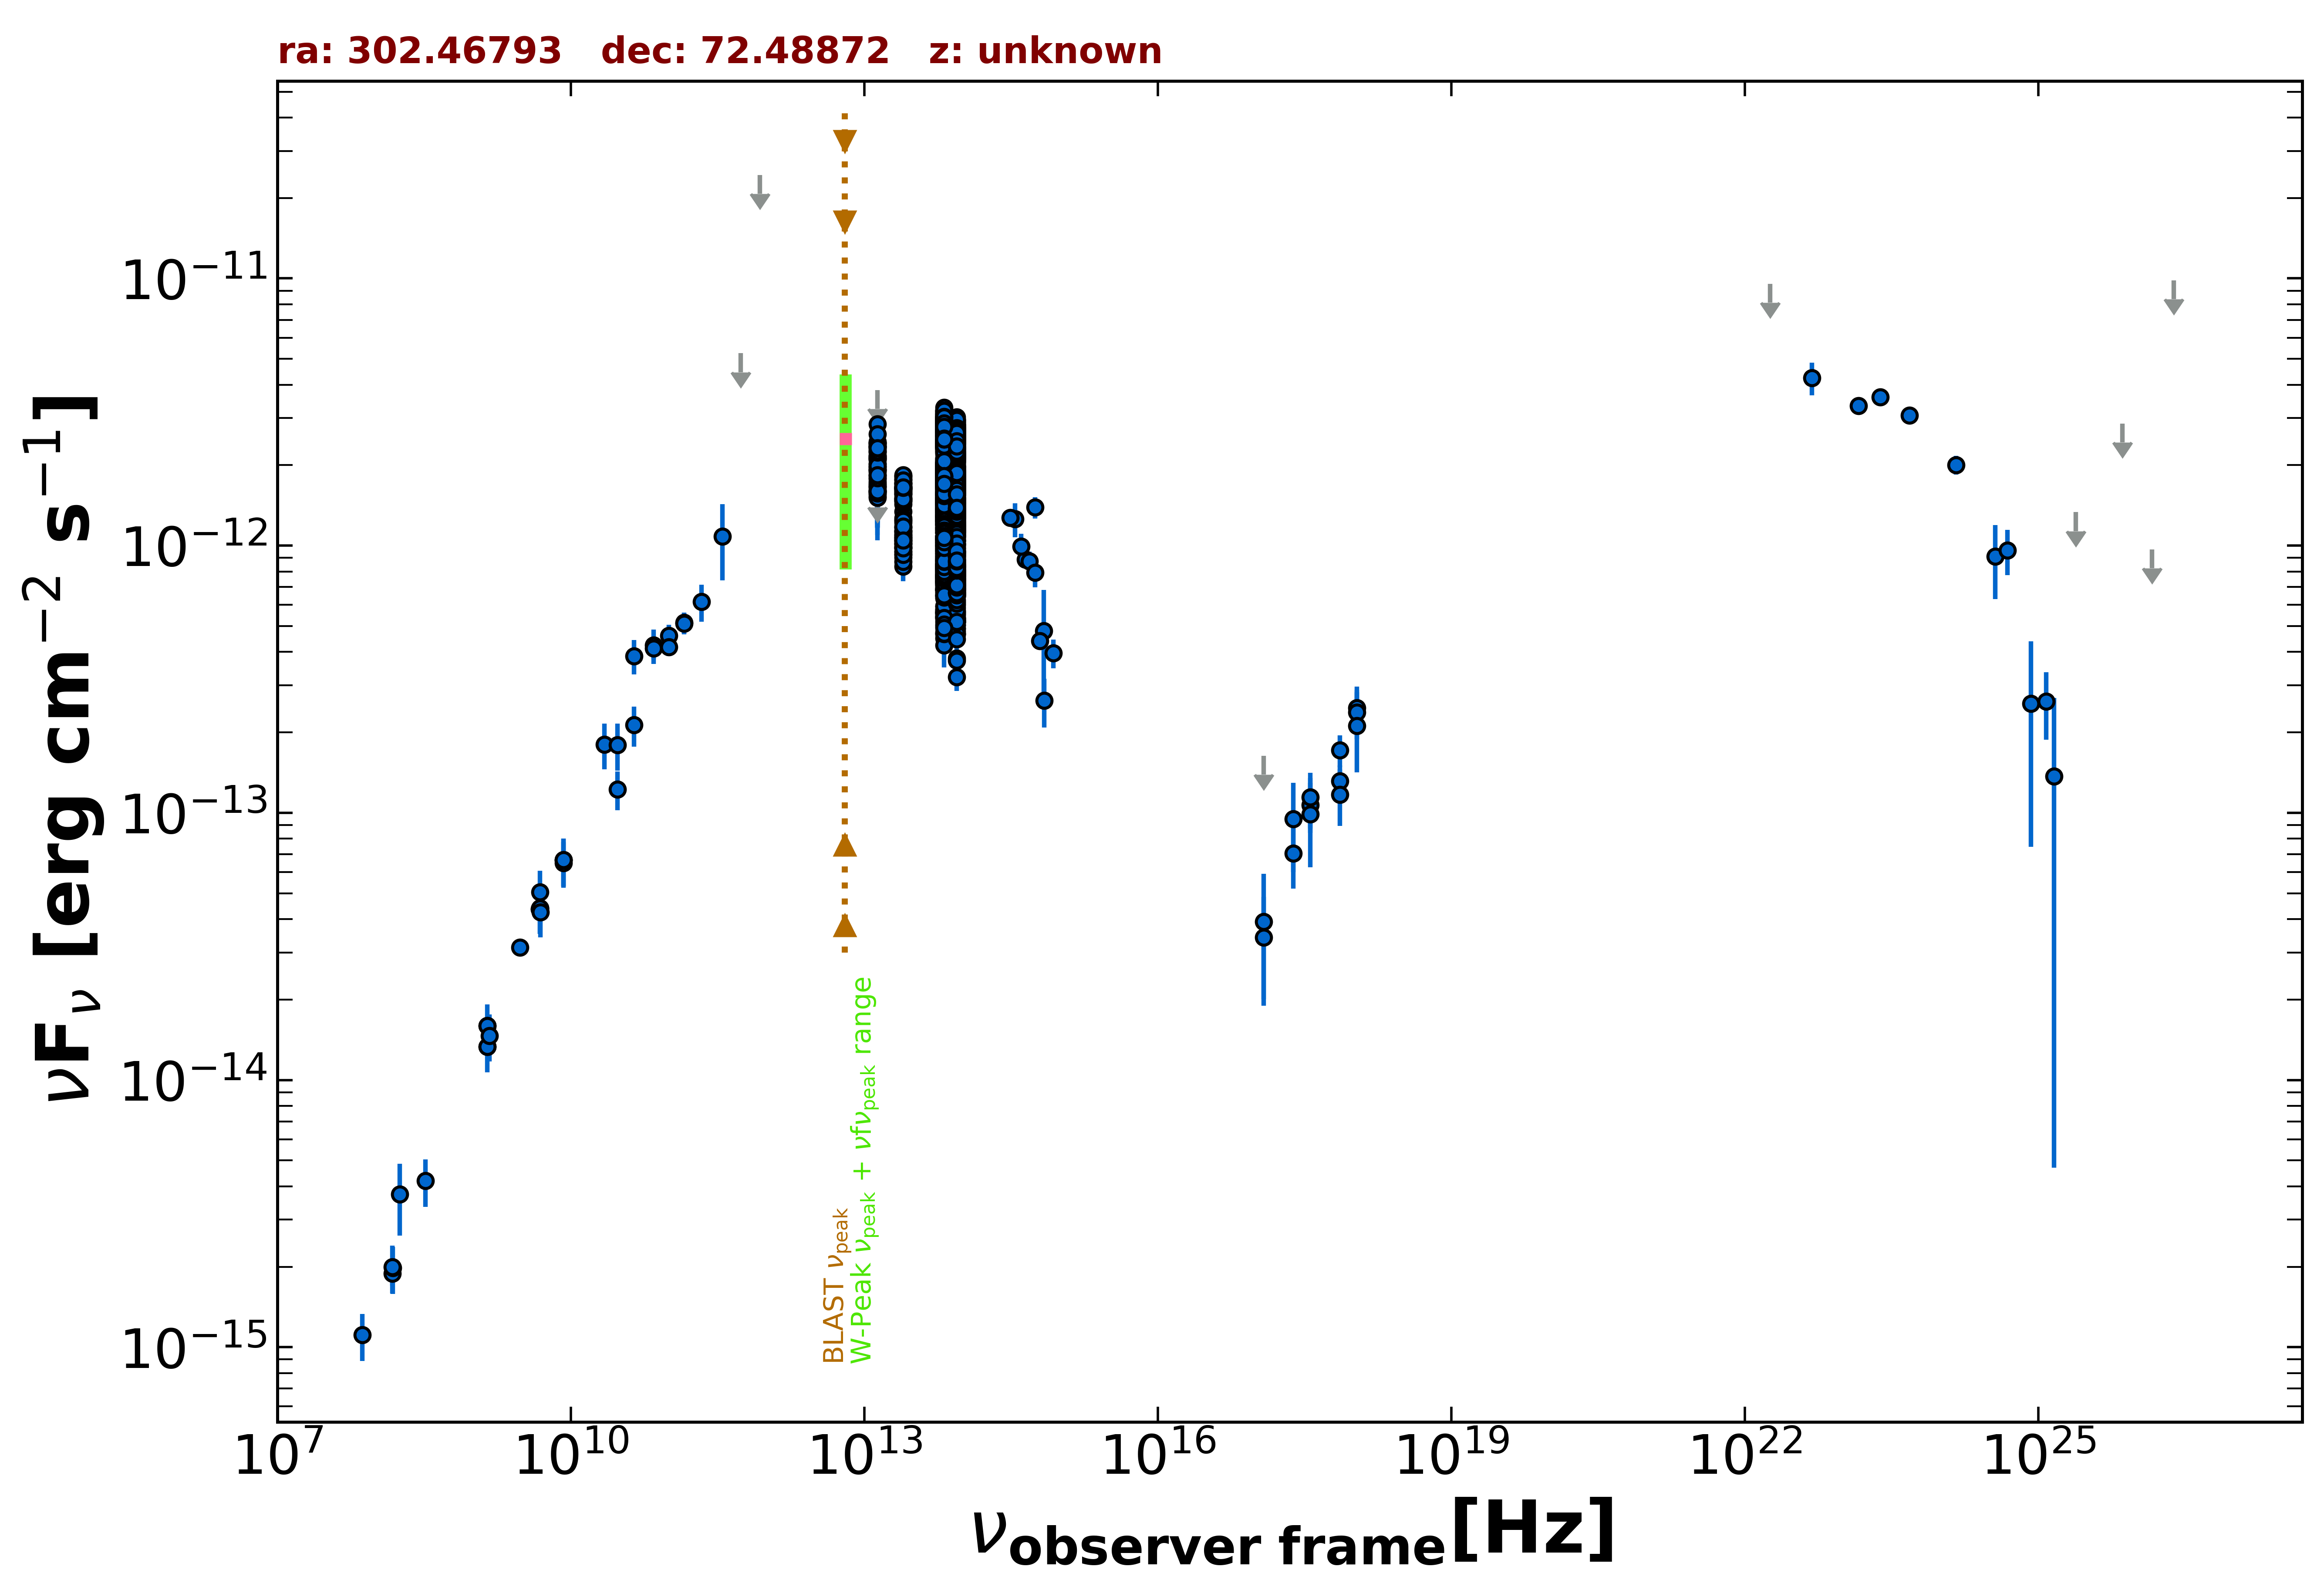 ra: 302.46793 dec: 72.48872 z: unknown
νFν [erg cm⁻² s⁻¹]
10⁻¹¹
10⁻¹²
10⁻¹³
10⁻¹⁴
10⁻¹⁵
BLAST νpeak
W-Peak νpeak + νfνpeak range
10⁷ 10¹⁰ 10¹³ 10¹⁶ 10¹⁹ 10²² 10²⁵
νobserver frame[Hz]